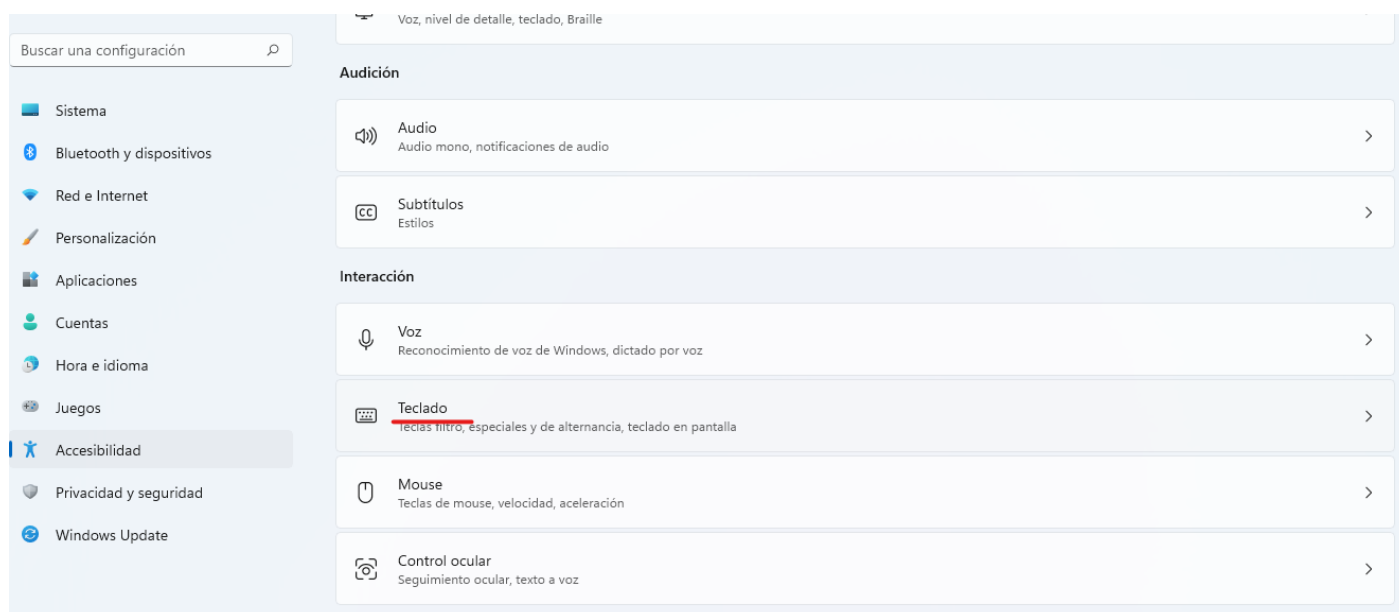 Voz, nivel de detalle, teclado, Braille
Buscar una configuración
Sistema
Bluetooth y dispositivos
Red e Internet
Personalización
Aplicaciones
Cuentas
Hora e idioma
Juegos
Accesibilidad
Privacidad y seguridad
Windows Update
Audición
Audio
Audio mono, notificaciones de audio
Subtítulos
Estilos
Interacción
Voz
Reconocimiento de voz de Windows, dictado por voz
Teclado
Teclas filtro, especiales y de alternancia, teclado en pantalla
Mouse
Teclas de mouse, velocidad, aceleración
Control ocular
Seguimiento ocular, texto a voz